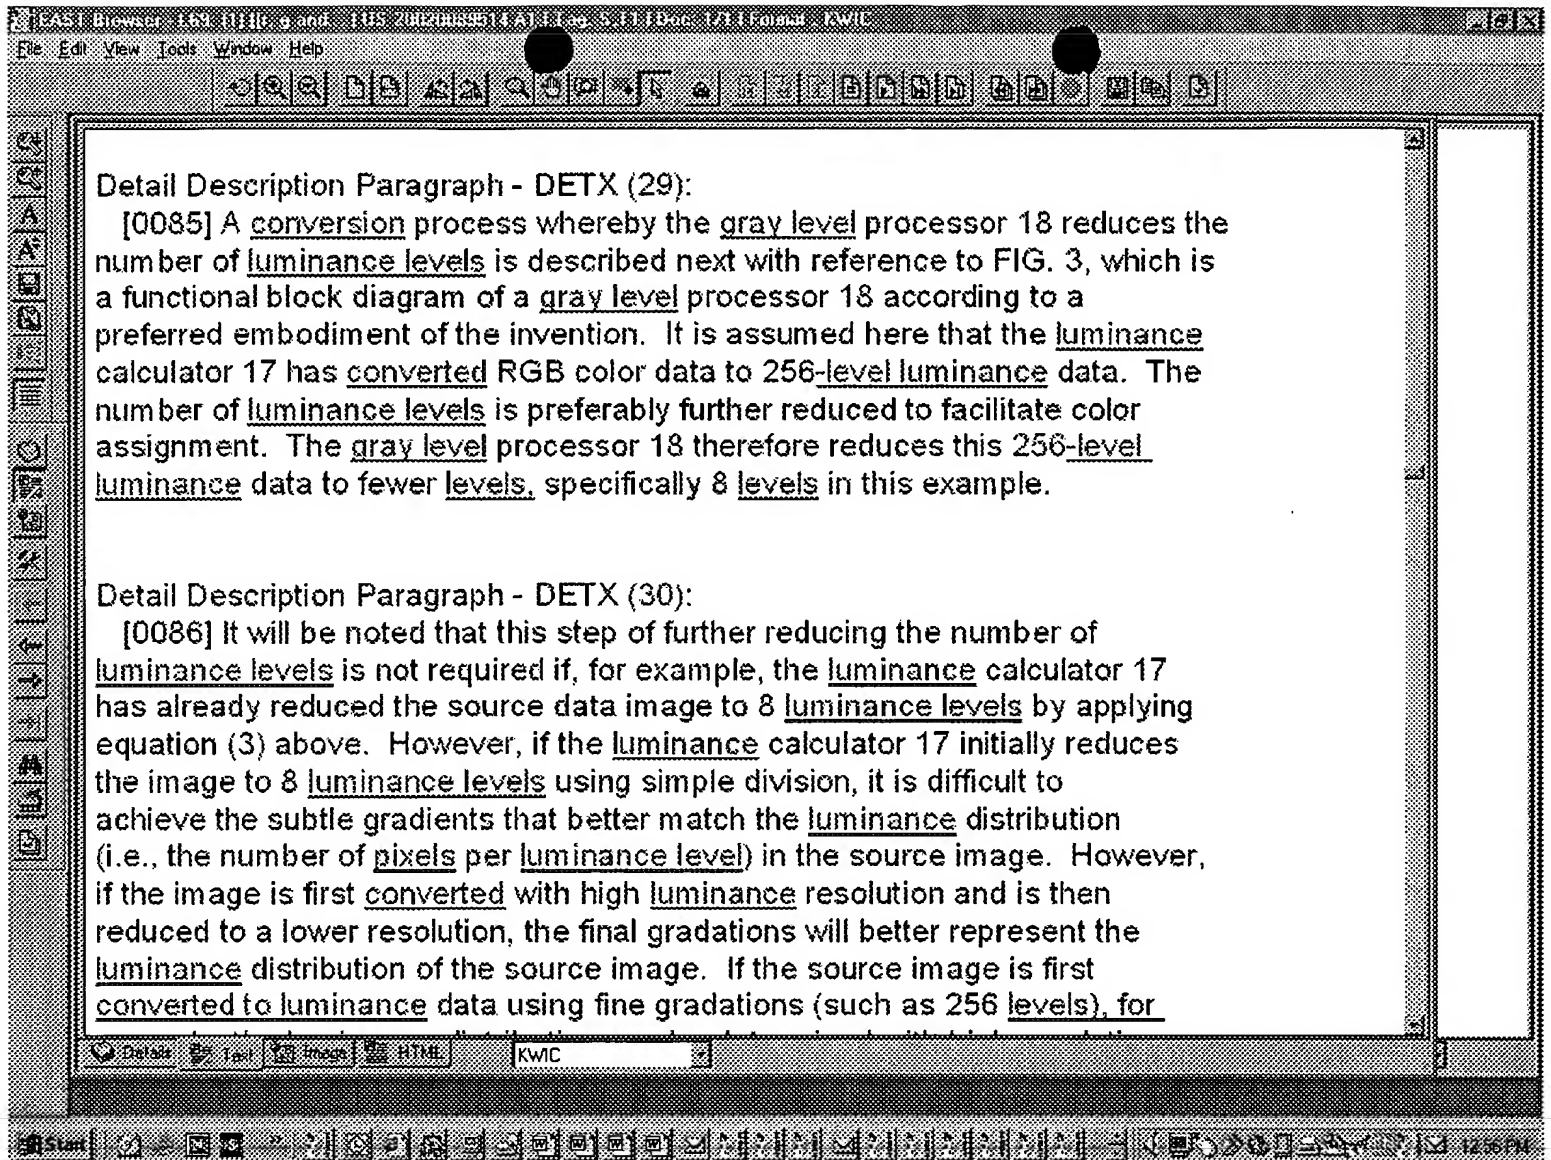 EAST Browser
File Edit View Tools Window Help
Detail Description Paragraph - DETX (29):
[0085] A conversion process whereby the gray level processor 18 reduces the
number of luminance levels is described next with reference to FIG. 3, which is
a functional block diagram of a gray level processor 18 according to a
preferred embodiment of the invention. It is assumed here that the luminance
calculator 17 has converted RGB color data to 256-level luminance data. The
number of luminance levels is preferably further reduced to facilitate color
assignment. The gray level processor 18 therefore reduces this 256-level
luminance data to fewer levels, specifically 8 levels in this example.
Detail Description Paragraph - DETX (30):
[0086] It will be noted that this step of further reducing the number of
luminance levels is not required if, for example, the luminance calculator 17
has already reduced the source data image to 8 luminance levels by applying
equation (3) above. However, if the luminance calculator 17 initially reduces
the image to 8 luminance levels using simple division, it is difficult to
achieve the subtle gradients that better match the luminance distribution
(i.e., the number of pixels per luminance level) in the source image. However,
if the image is first converted with high luminance resolution and is then
reduced to a lower resolution, the final gradations will better represent the
luminance distribution of the source image. If the source image is first
converted to luminance data using fine gradations (such as 256 levels), for
Details Text Image HTML KWIC
Start 12:56 PM